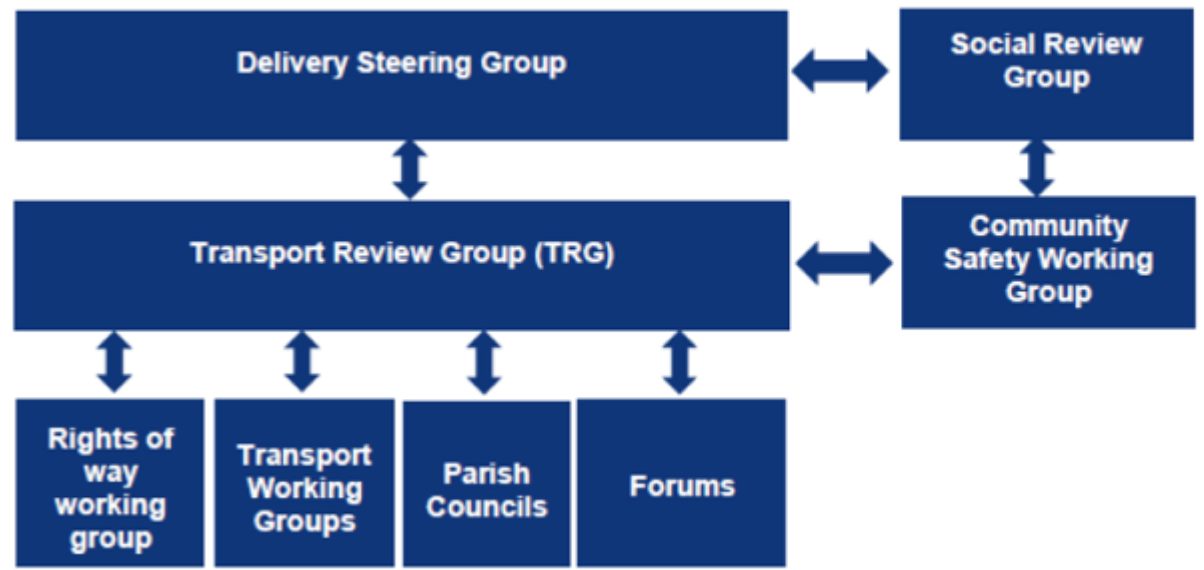 Delivery Steering Group
Social Review
Group
Transport Review Group (TRG)
Community
Safety Working
Group
Rights of
way
working
group
Transport
Working
Groups
Parish
Councils
Forums